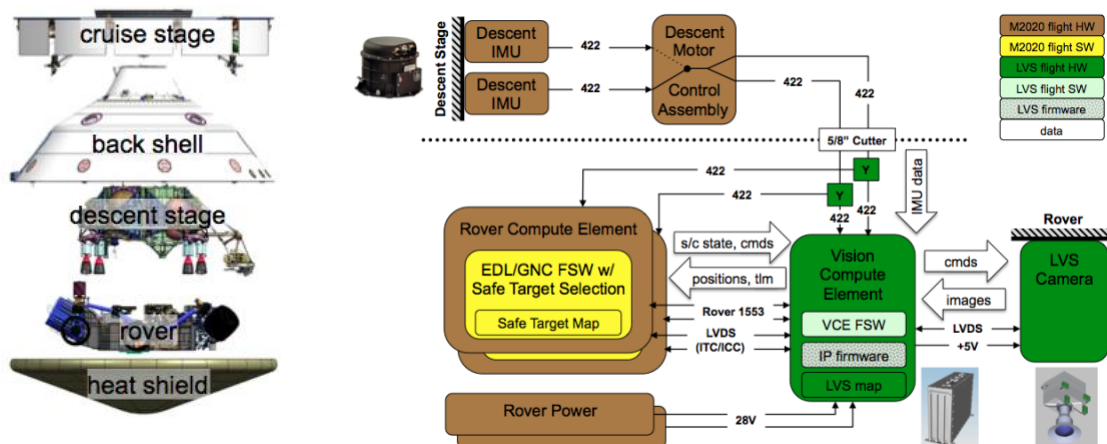 cruise stage
back shell
descent stage
rover
heat shield
Descent Stage
Descent
IMU
422
Descent
IMU
422
Descent
Motor
Control
Assembly
422
422
5/8" Cutter
M2020 flight HW
M2020 flight SW
LVS flight HW
LVS flight SW
LVS firmware
data
422
422
Y
Y
422
422
IMU data
Rover Compute Element
EDL/GNC FSW w/
Safe Target Selection
Safe Target Map
s/c state, cmds
positions, tlm
Rover 1553
LVDS
(ITC/ICC)
Vision
Compute
Element
VCE FSW
IP firmware
LVS map
cmds
images
LVDS
+5V
Rover
LVS
Camera
Rover Power
28V